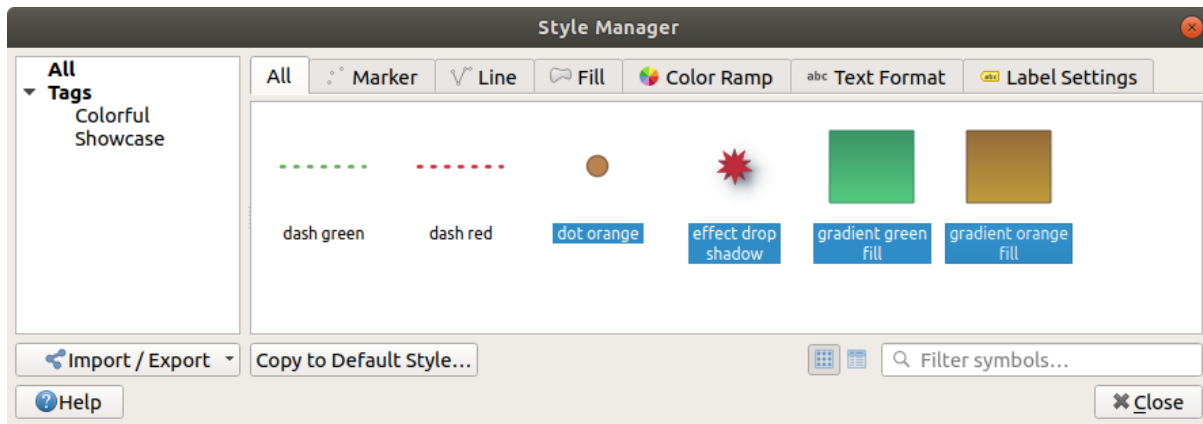 Style Manager
All
Tags
Colorful
Showcase
All
Marker
Line
Fill
Color Ramp
abc Text Format
abc Label Settings
dash green
dash red
dot orange
effect drop
shadow
gradient green
fill
gradient orange
fill
Import / Export
Copy to Default Style...
Filter symbols...
?Help
Close